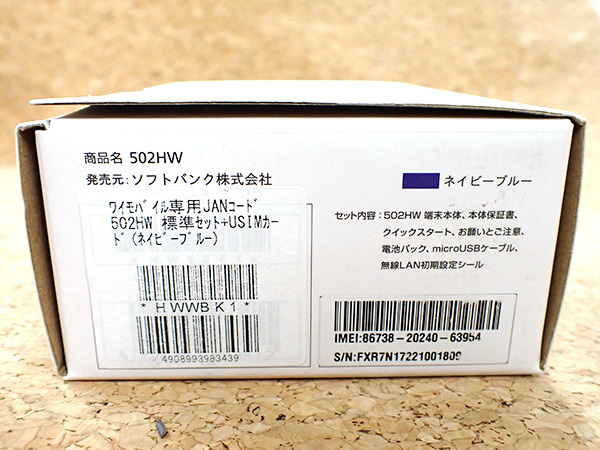 商品名 502HW
発売元: ソフトバンク株式会社
ワイモバイル専用JANコード
502HW 標準セット+USIMカー
ド(ネイビーブルー)
* H WWB K 1 *
4908993983439
ネイビーブルー
セット内容：502HW 端末本体、本体保証書、
クイックスタート、お願いとご注意、
電池パック、microUSBケーブル、
無線LAN初期設定シール
IMEI:86738-20240-63954
S/N:FXR7N17221001809